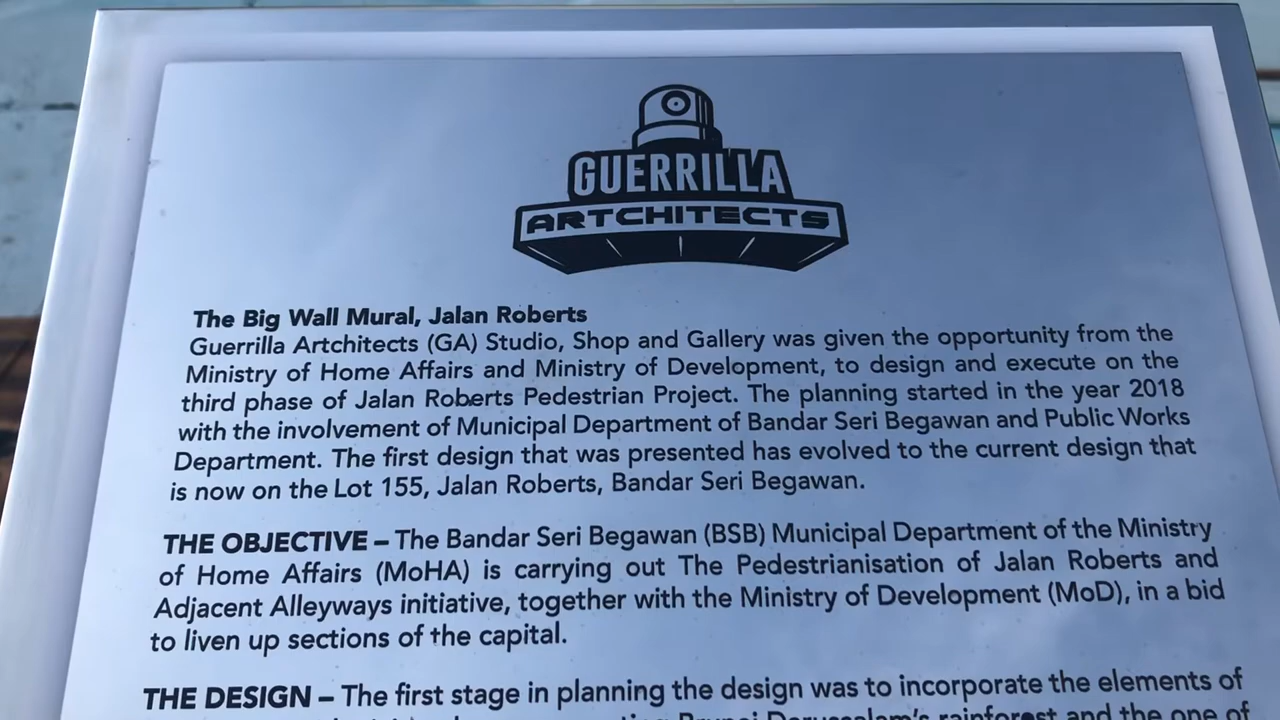 GUERRILLA
ARTCHITECTS
The Big Wall Mural, Jalan Roberts
Guerrilla Artchitects (GA) Studio, Shop and Gallery was given the opportunity from the
Ministry of Home Affairs and Ministry of Development, to design and execute on the
third phase of Jalan Roberts Pedestrian Project. The planning started in the year 2018
with the involvement of Municipal Department of Bandar Seri Begawan and Public Works
Department. The first design that was presented has evolved to the current design that
is now on the Lot 155, Jalan Roberts, Bandar Seri Begawan.
THE OBJECTIVE – The Bandar Seri Begawan (BSB) Municipal Department of the Ministry
of Home Affairs (MoHA) is carrying out The Pedestrianisation of Jalan Roberts and
Adjacent Alleyways initiative, together with the Ministry of Development (MoD), in a bid
to liven up sections of the capital.
THE DESIGN – The first stage in planning the design was to incorporate the elements of
Brunei Darussalam's rainforest and the one of